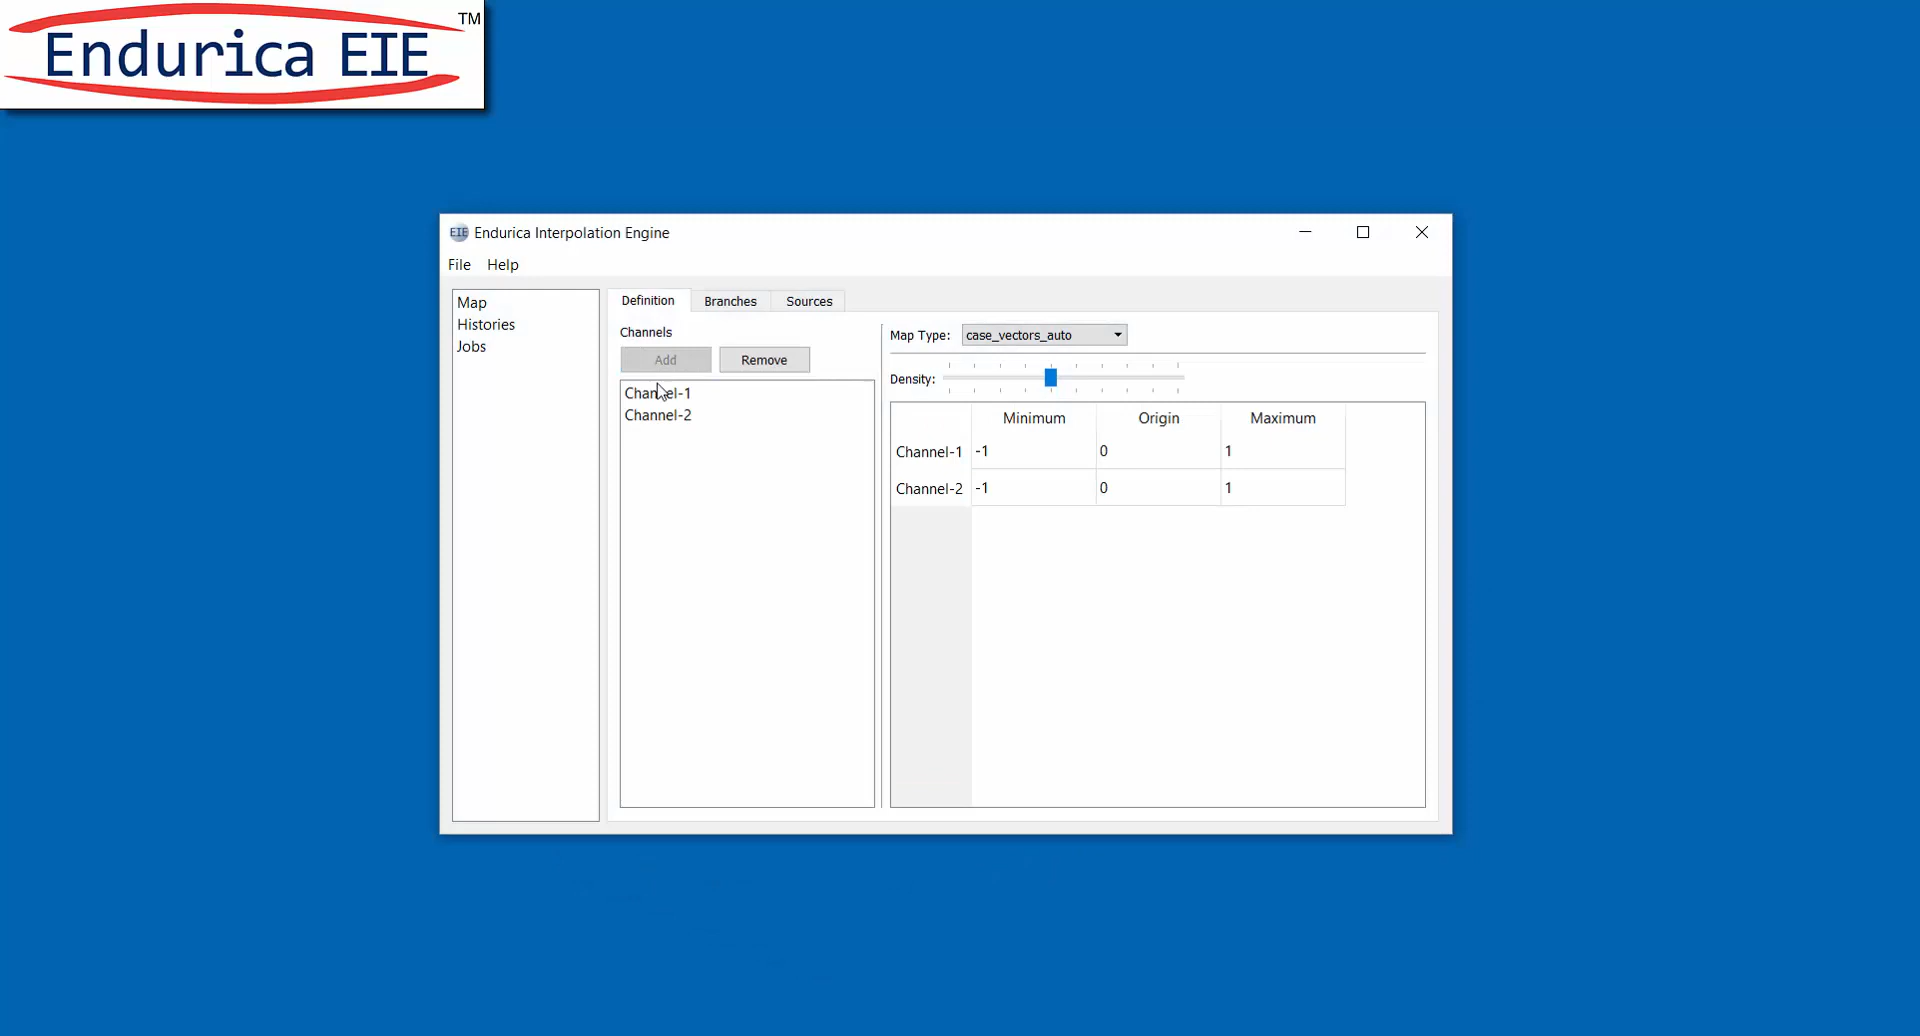 Endurica EIE TM
EIE Endurica Interpolation Engine
File Help
Map
Histories
Jobs
Definition Branches Sources
Channels
Add Remove
Channel-1
Channel-2
Map Type: case_vectors_auto
Density:
Minimum Origin Maximum
Channel-1 -1 0 1
Channel-2 -1 0 1